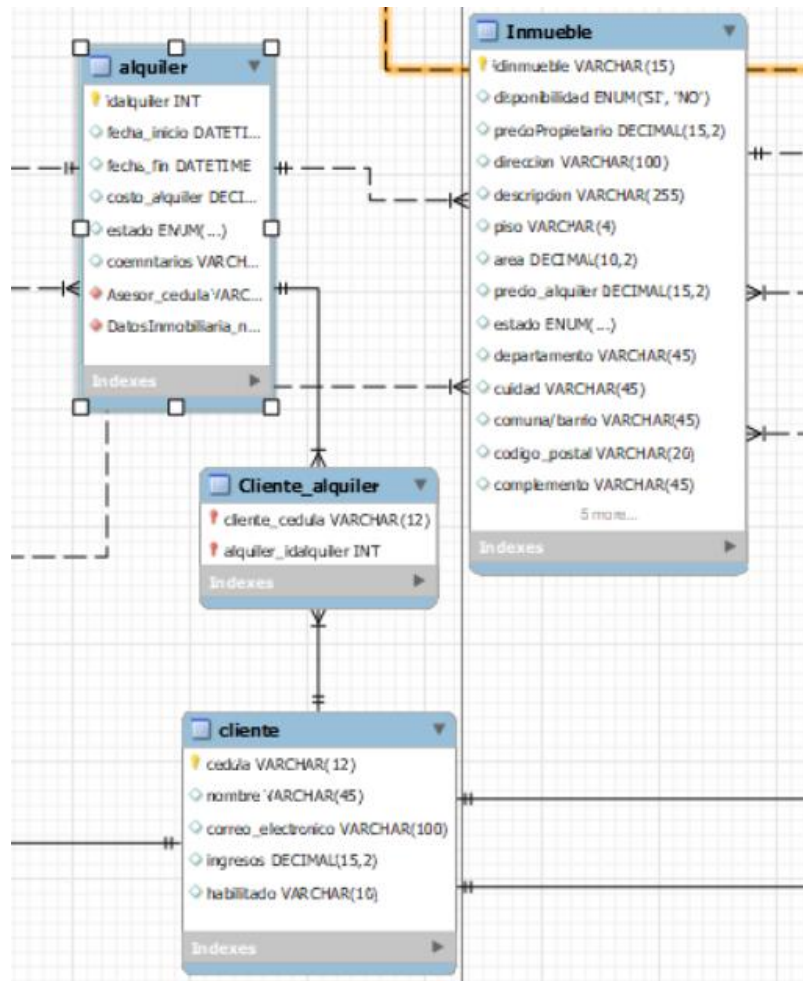 alquiler
idalquiler INT
fecha_inicio DATETI...
fecha_fin DATETIME
costo_alquiler DECI...
estado ENUM(...)
coemntarios VARCH...
Asesor_cedula VARC...
DatosInmobiliaria_n...
Indexes
Inmueble
idinmueble VARCHAR(15)
disponibilidad ENUM('SI', 'NO')
precioPropietario DECIMAL(15,2)
direccion VARCHAR(100)
descripcion VARCHAR(255)
piso VARCHAR(4)
area DECIMAL(10,2)
precio_alquiler DECIMAL(15,2)
estado ENUM(...)
departamento VARCHAR(45)
cuidad VARCHAR(45)
comuna/barrio VARCHAR(45)
codigo_postal VARCHAR(20)
complemento VARCHAR(45)
5 more...
Indexes
Cliente_alquiler
cliente_cedula VARCHAR(12)
alquiler_idalquiler INT
Indexes
cliente
cedula VARCHAR(12)
nombre VARCHAR(45)
correo_electronico VARCHAR(100)
ingresos DECIMAL(15,2)
habilitado VARCHAR(10)
Indexes